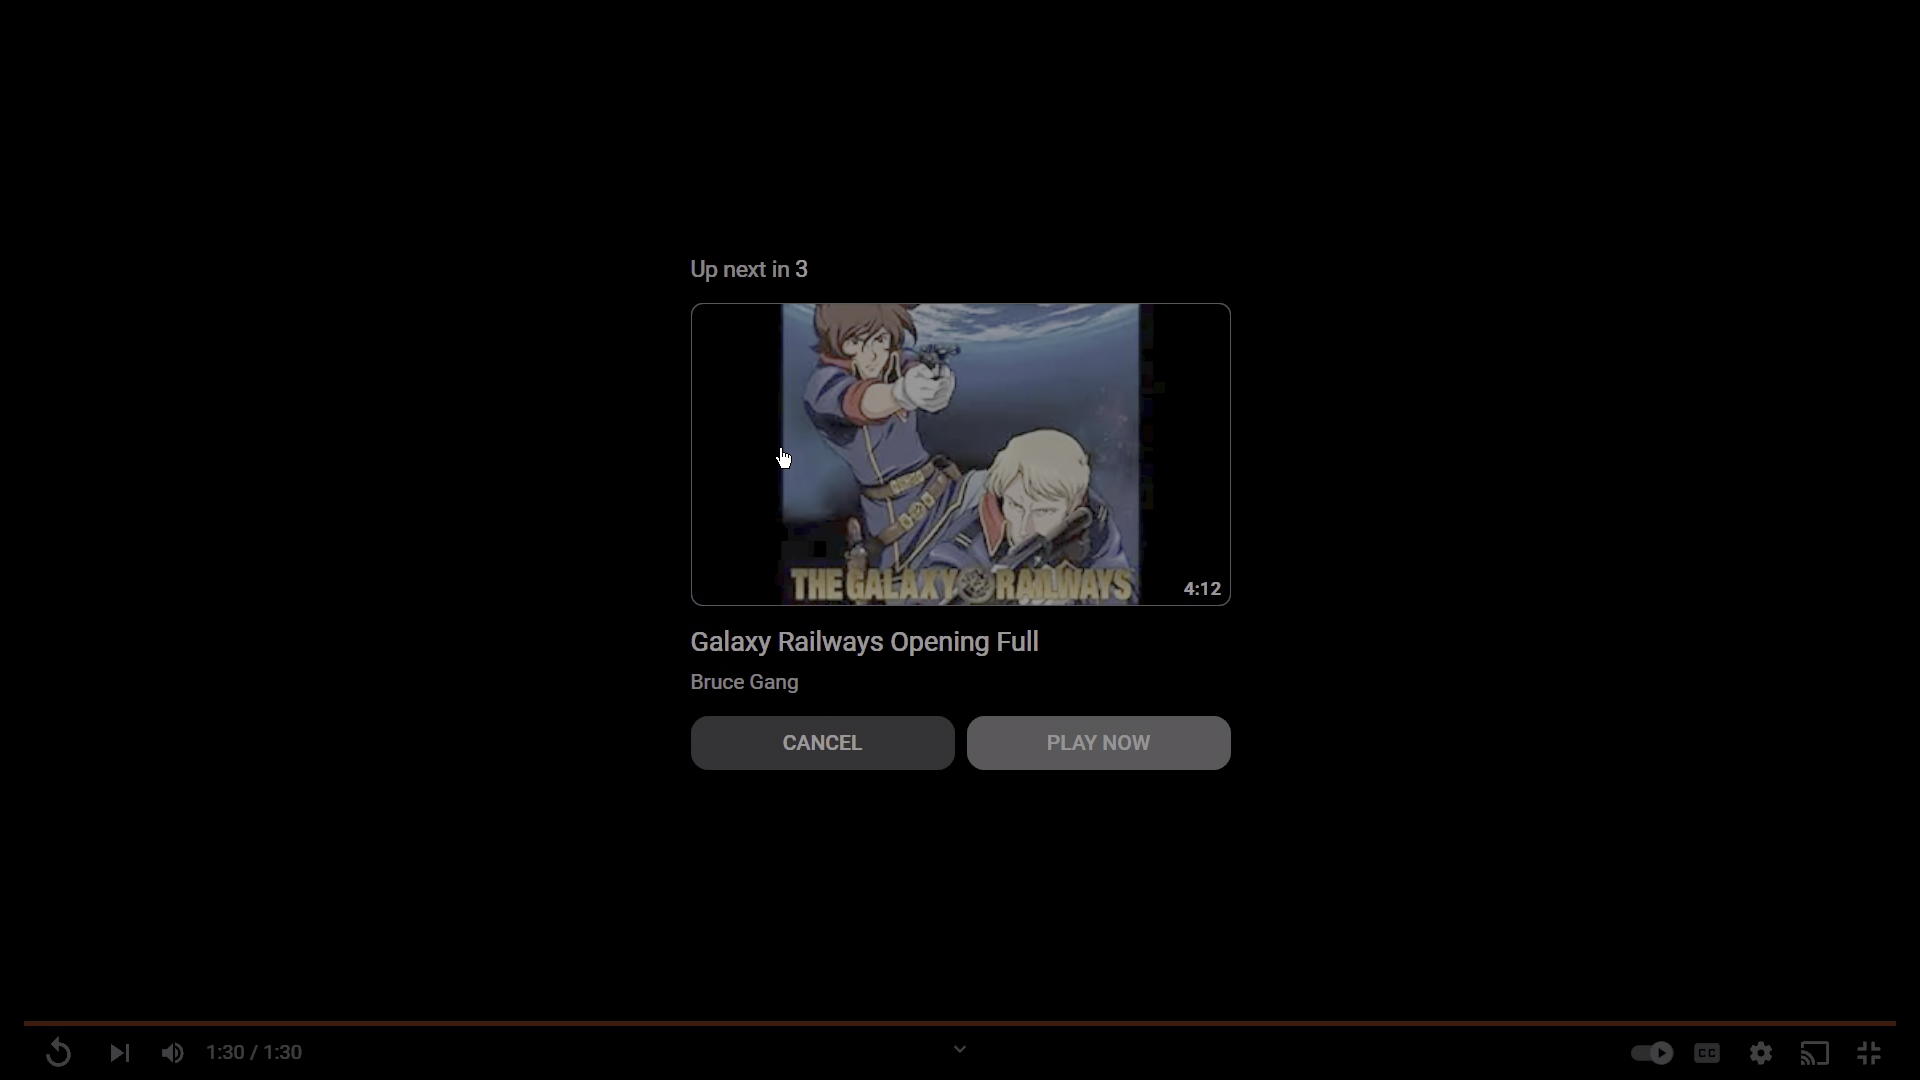 Up next in 3
THE GALAXY RAILWAYS
4:12
Galaxy Railways Opening Full
Bruce Gang
CANCEL
PLAY NOW
1:30 / 1:30
CC